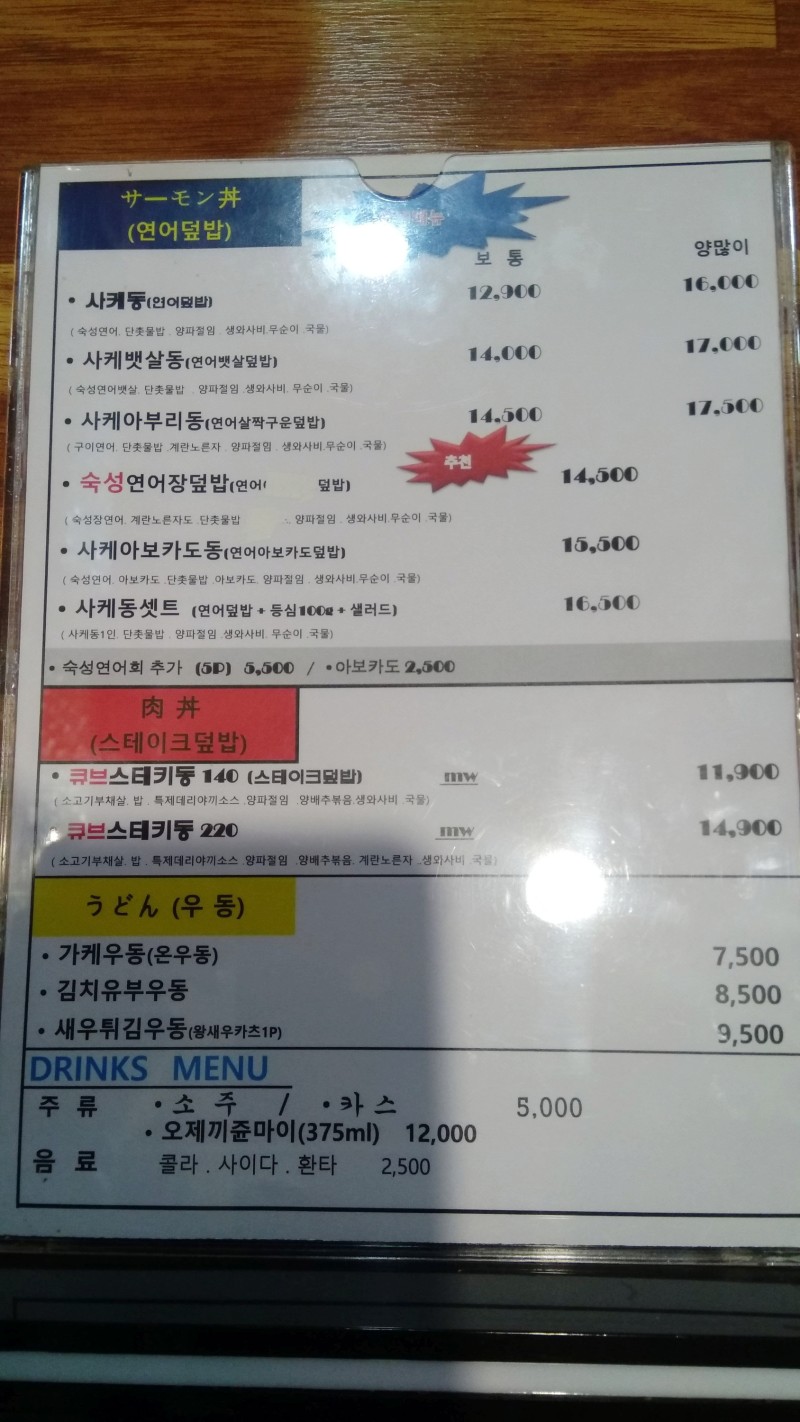 サーモン丼
(연어덮밥)
메뉴
보 통 양많이
• 사케동(연어덮밥) 12,900 16,000
( 숙성연어. 단촛물밥 . 양파절임 . 생와사비.무순이 .국물)
• 사케뱃살동(연어뱃살덮밥) 14,000 17,000
( 숙성연어뱃살. 단촛물밥 . 양파절임 .생와사비. 무순이 .국물)
• 사케아부리동(연어살짝구운덮밥) 14,500 17,500
( 구이연어. 단촛물밥 .계란노른자 . 양파절임 . 생와사비.무순이 .국물)
추천
• 숙성연어장덮밥(연어 덮밥) 14,500
( 숙성장연어. 계란노른자도 .단촛물밥 . 양파절임 . 생와사비.무순이 .국물)
• 사케아보카도동(연어아보카도덮밥) 15,500
( 숙성연어. 아보카도 .단촛물밥 .아보카도. 양파절임 . 생와사비.무순이 .국물)
• 사케동셋트 (연어덮밥 + 등심100g + 샐러드) 16,500
( 사케동1인. 단촛물밥 . 양파절임 .생와사비. 무순이 .국물)
• 숙성연어회 추가 (5P) 5,500 / •아보카도 2,500
肉 丼
(스테이크덮밥)
• 큐브스테키동 140 (스테이크덮밥) mw 11,900
( 소고기부채살. 밥 . 특제데리야끼소스 .양파절임 .양배추볶음.생와사비 .국물)
• 큐브스테키동 220 mw 14,900
( 소고기부채살. 밥 . 특제데리야끼소스 .양파절임 .양배추볶음. 계란노른자 .생와사비 .국물)
うどん (우 동)
• 가케우동(온우동) 7,500
• 김치유부우동 8,500
• 새우튀김우동(왕새우카츠1P) 9,500
DRINKS MENU
주 류 • 소 주 / • 카 스 5,000
• 오제끼쥰마이(375ml) 12,000
음 료 콜라 . 사이다 . 환타 2,500